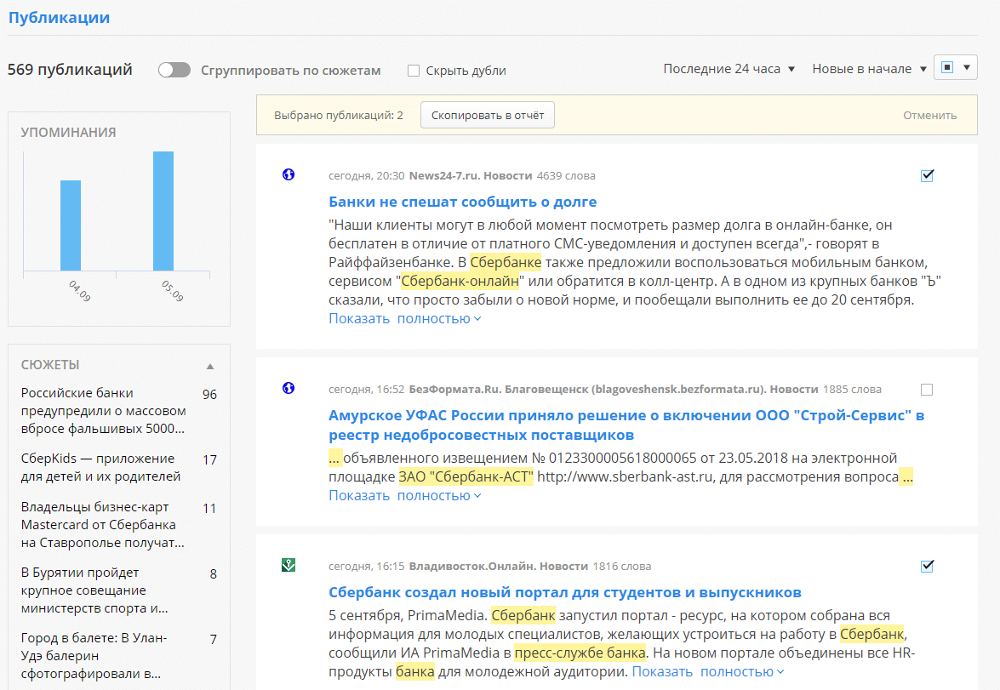 Публикации
569 публикаций
Сгруппировать по сюжетам
Скрыть дубли
Последние 24 часа
Новые в начале
УПОМИНАНИЯ
04.09
05.09
СЮЖЕТЫ
Российские банки 96
предупредили о массовом
вбросе фальшивых 5000...
СберKids — приложение 17
для детей и их родителей
Владельцы бизнес-карт 11
Mastercard от Сбербанка
на Ставрополье получат...
В Бурятии пройдет 8
крупное совещание
министерств спорта и...
Город в балете: В Улан- 7
Удэ балерин
сфотографировали в...
Выбрано публикаций: 2
Скопировать в отчёт
Отменить
сегодня, 20:30 News24-7.ru. Новости 4639 слова
Банки не спешат сообщить о долге
"Наши клиенты могут в любой момент посмотреть размер долга в онлайн-банке, он
бесплатен в отличие от платного СМС-уведомления и доступен всегда",- говорят в
Райффайзенбанке. В Сбербанке также предложили воспользоваться мобильным банком,
сервисом "Сбербанк-онлайн" или обратится в колл-центр. А в одном из крупных банков "Ъ"
сказали, что просто забыли о новой норме, и пообещали выполнить ее до 20 сентября.
Показать полностью
сегодня, 16:52 БезФормата.Ru. Благовещенск (blagoveshensk.bezformata.ru). Новости 1885 слова
Амурское УФАС России приняло решение о включении ООО "Строй-Сервис" в
реестр недобросовестных поставщиков
... объявленного извещением № 0123300005618000065 от 23.05.2018 на электронной
площадке ЗАО "Сбербанк-АСТ" http://www.sberbank-ast.ru, для рассмотрения вопроса ...
Показать полностью
сегодня, 16:15 Владивосток.Онлайн. Новости 1816 слова
Сбербанк создал новый портал для студентов и выпускников
5 сентября, PrimaMedia. Сбербанк запустил портал - ресурс, на котором собрана вся
информация для молодых специалистов, желающих устроиться на работу в Сбербанк,
сообщили ИА PrimaMedia в пресс-службе банка. На новом портале объединены все HR-
продукты банка для молодежной аудитории. Показать полностью